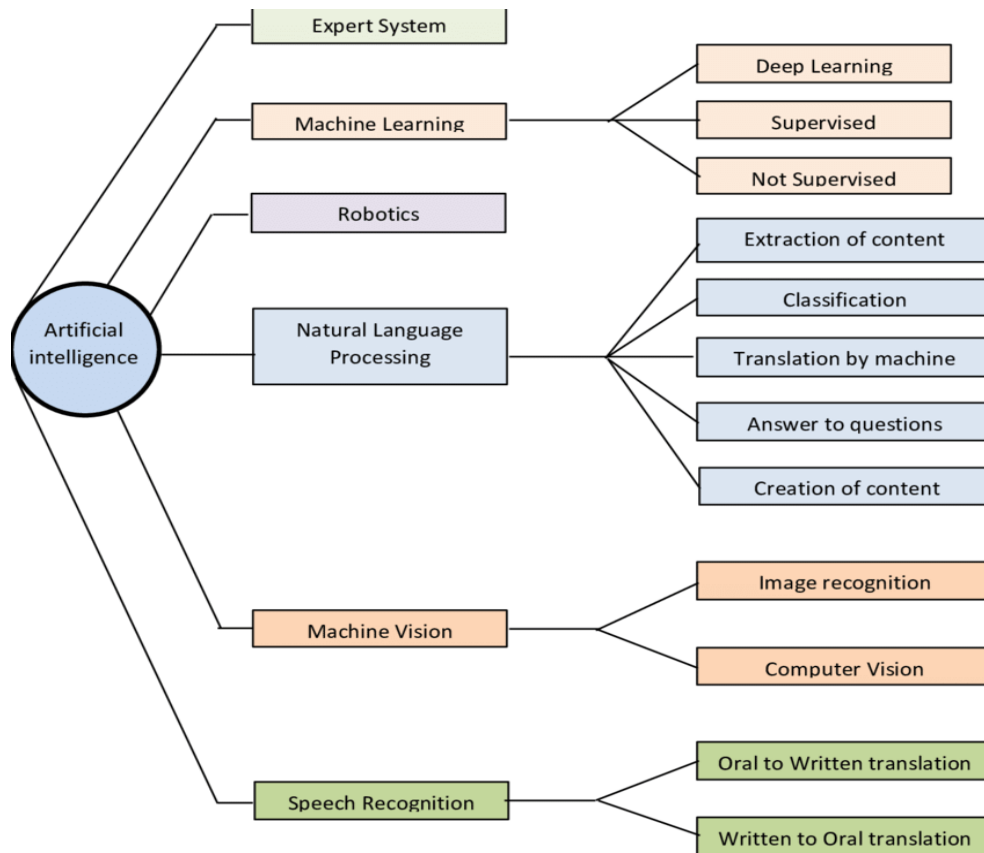 Expert System
Machine Learning
Deep Learning
Supervised
Not Supervised
Robotics
Artificial
intelligence
Natural Language
Processing
Extraction of content
Classification
Translation by machine
Answer to questions
Creation of content
Machine Vision
Image recognition
Computer Vision
Speech Recognition
Oral to Written translation
Written to Oral translation